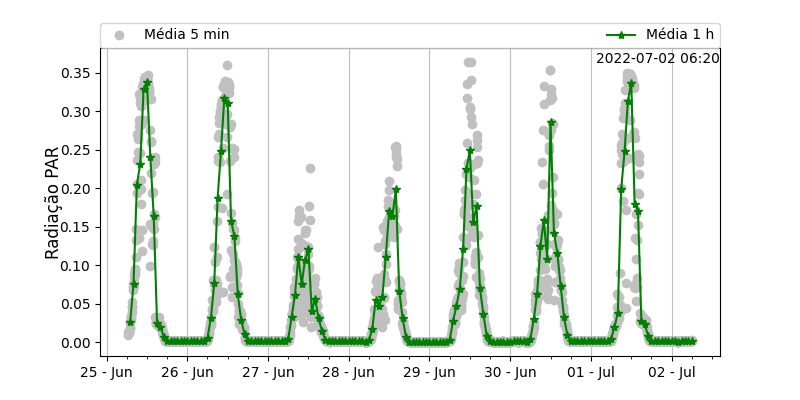 Média 5 min
Média 1 h
2022-07-02 06:20
Radiação PAR
0.35
0.30
0.25
0.20
0.15
0.10
0.05
0.00
25 - Jun
26 - Jun
27 - Jun
28 - Jun
29 - Jun
30 - Jun
01 - Jul
02 - Jul